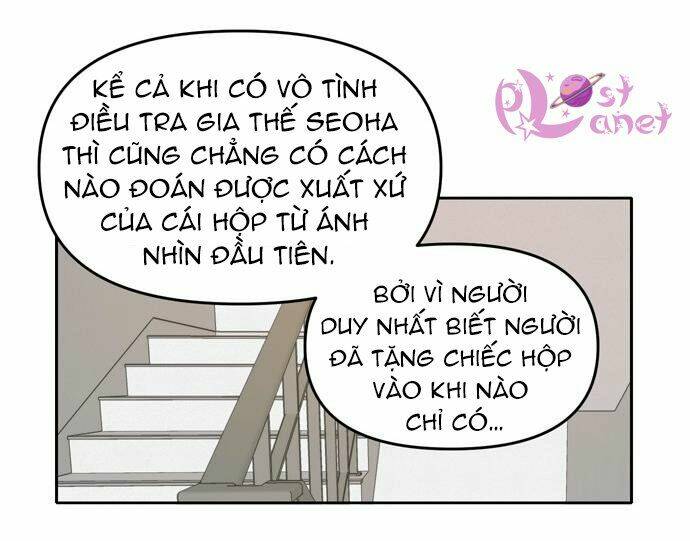 Lost
Planet
KỂ CẢ KHI CÓ VÔ TÌNH
ĐIỀU TRA GIA THẾ SEOHA
THÌ CŨNG CHẲNG CÓ CÁCH
NÀO ĐOÁN ĐƯỢC XUẤT XỨ
CỦA CÁI HỘP TỪ ÁNH
NHÌN ĐẦU TIÊN.
BỞI VÌ NGƯỜI
DUY NHẤT BIẾT NGƯỜI
ĐÃ TẶNG CHIẾC HỘP
VÀO KHI NÀO
CHỈ CÓ...